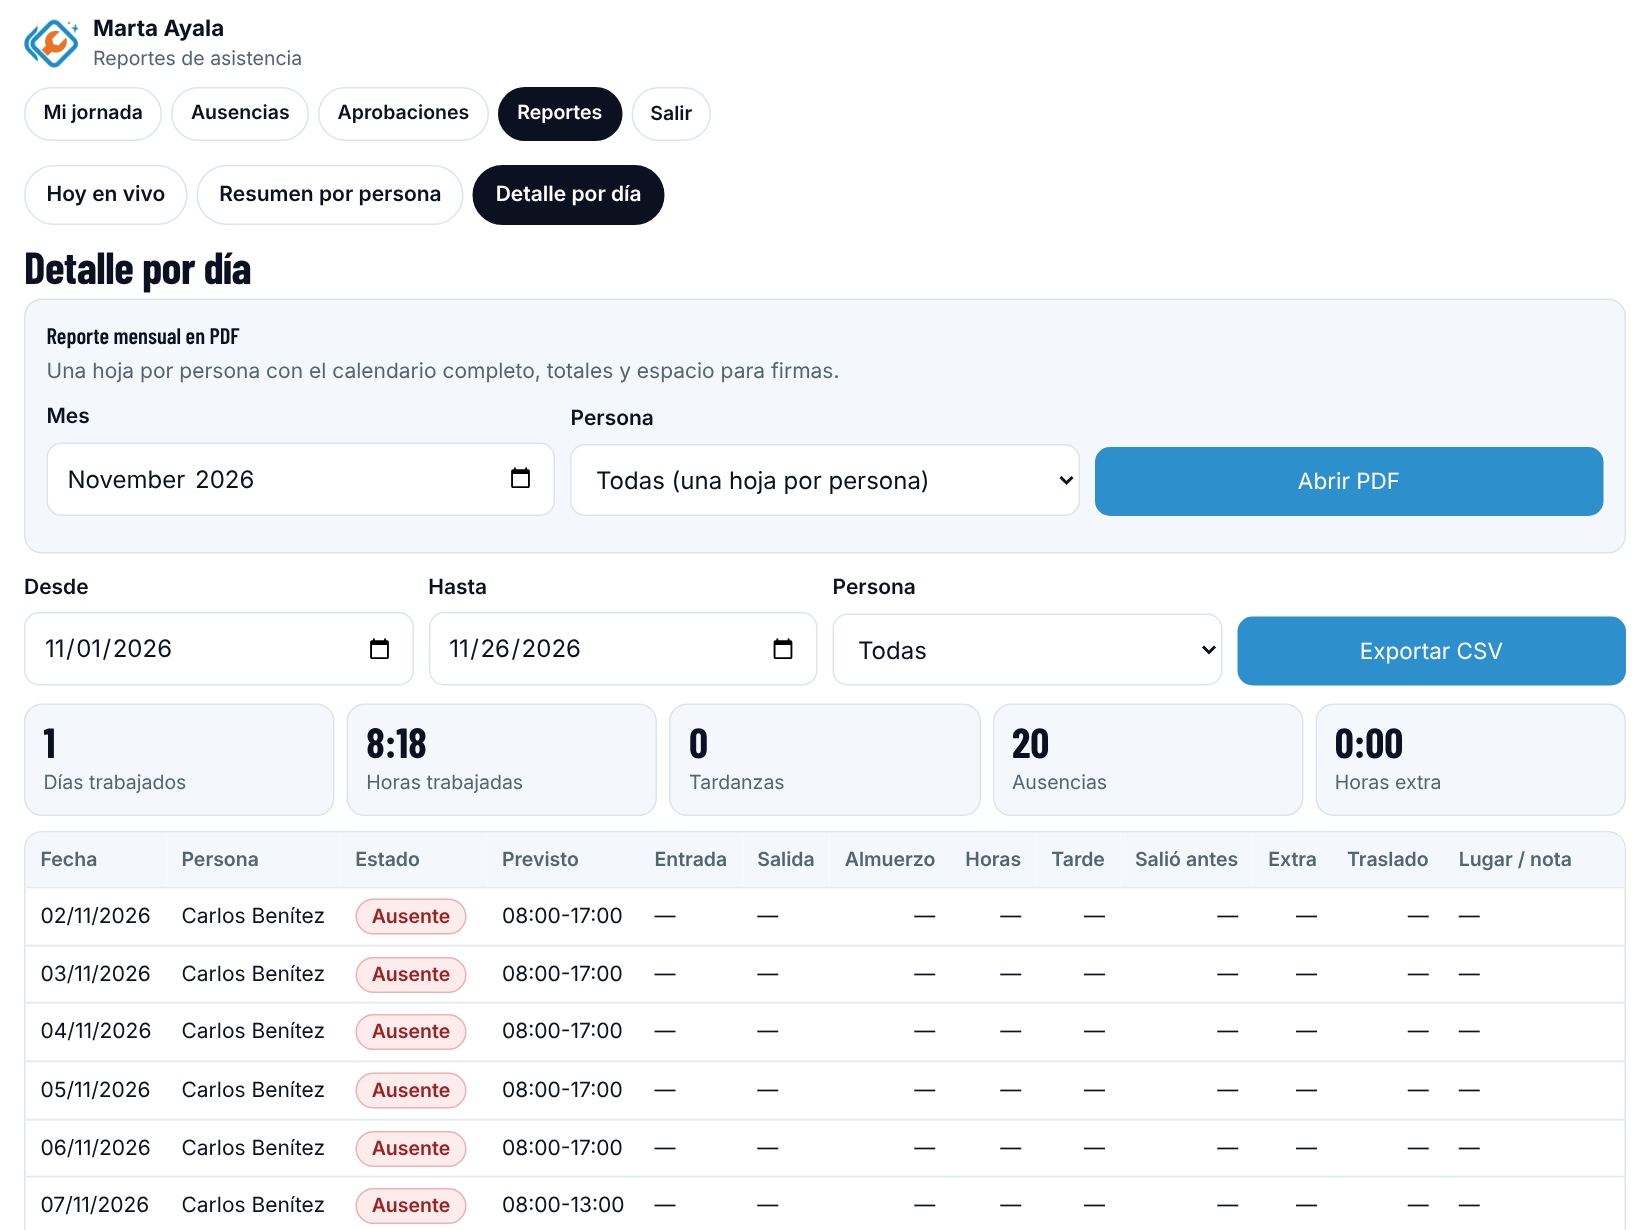 Marta Ayala
Reportes de asistencia
Mi jornada Ausencias Aprobaciones Reportes Salir
Hoy en vivo Resumen por persona Detalle por día
Detalle por día
Reporte mensual en PDF
Una hoja por persona con el calendario completo, totales y espacio para firmas.
Mes Persona
November 2026 Todas (una hoja por persona) Abrir PDF
Desde Hasta Persona
11/01/2026 11/26/2026 Todas Exportar CSV
1 8:18 0 20 0:00
Días trabajados Horas trabajadas Tardanzas Ausencias Horas extra
Fecha Persona Estado Previsto Entrada Salida Almuerzo Horas Tarde Salió antes Extra Traslado Lugar / nota
02/11/2026 Carlos Benítez Ausente 08:00-17:00 — — — — — — — — —
03/11/2026 Carlos Benítez Ausente 08:00-17:00 — — — — — — — — —
04/11/2026 Carlos Benítez Ausente 08:00-17:00 — — — — — — — — —
05/11/2026 Carlos Benítez Ausente 08:00-17:00 — — — — — — — — —
06/11/2026 Carlos Benítez Ausente 08:00-17:00 — — — — — — — — —
07/11/2026 Carlos Benítez Ausente 08:00-13:00 — — — — — — — — —